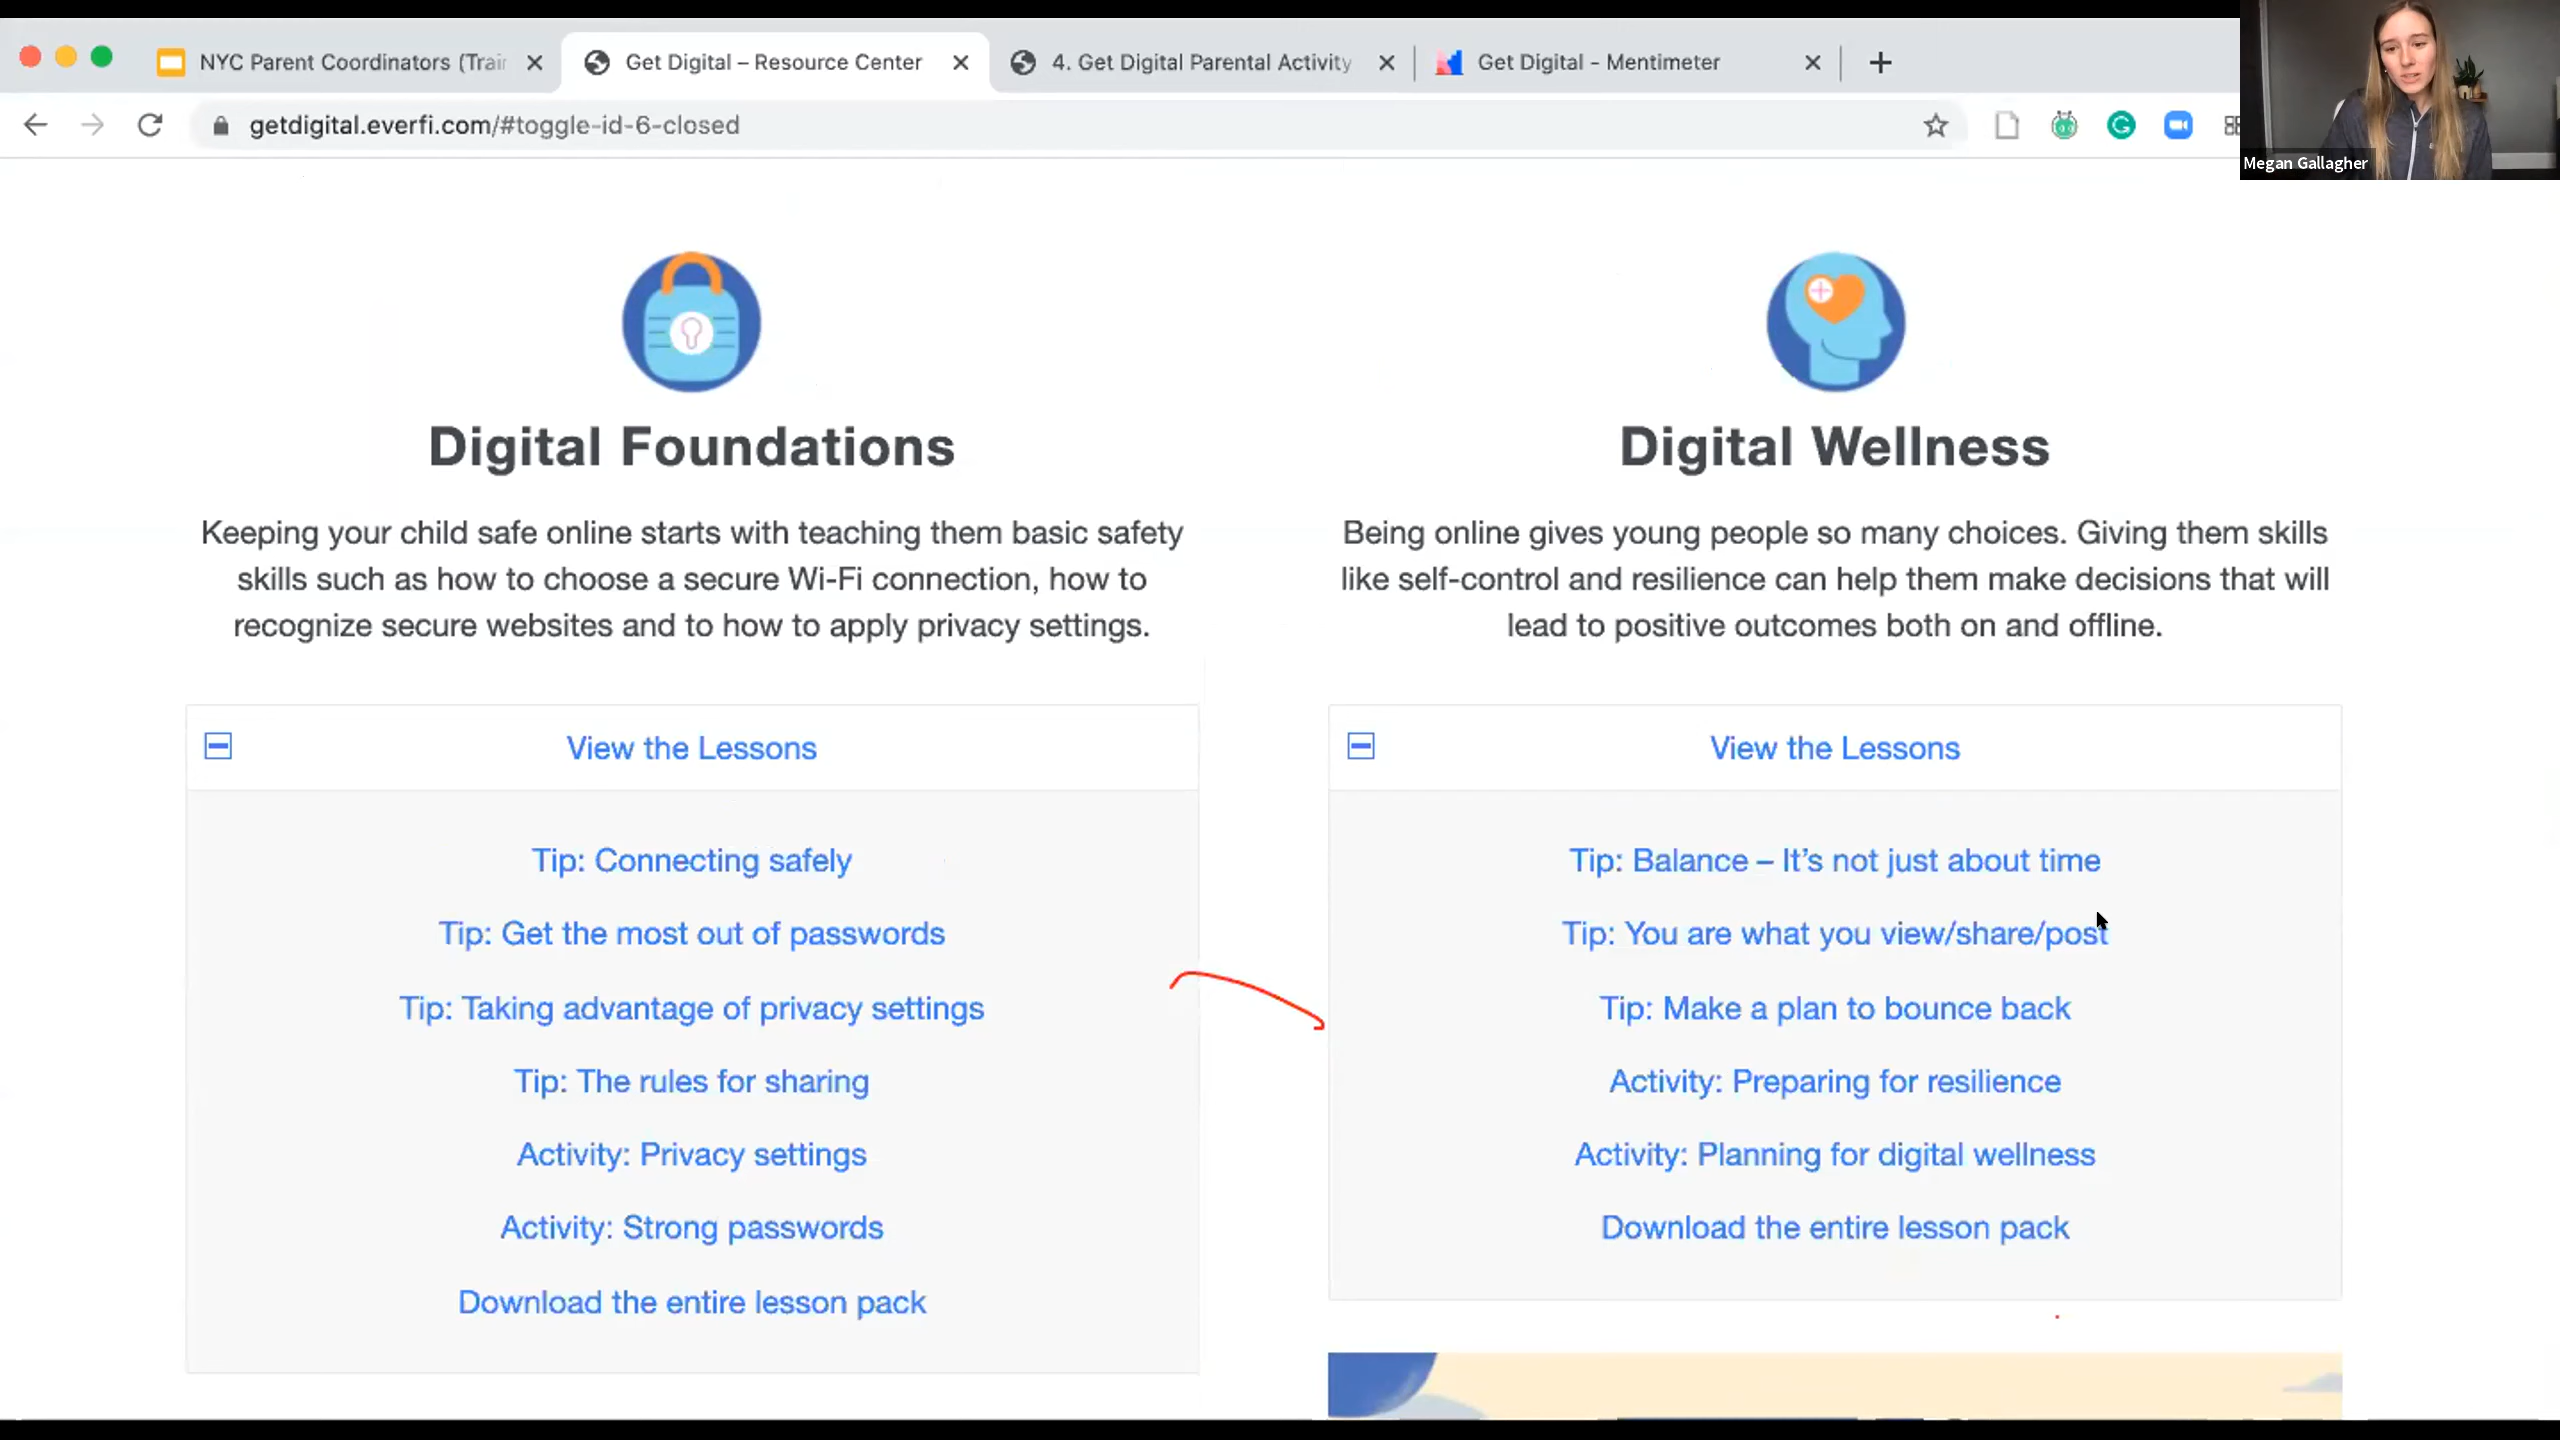 NYC Parent Coordinators (Trai
Get Digital – Resource Center
4. Get Digital Parental Activity
Get Digital - Mentimeter
getdigital.everfi.com/#toggle-id-6-closed
Megan Gallagher
Digital Foundations
Keeping your child safe online starts with teaching them basic safety
skills such as how to choose a secure Wi-Fi connection, how to
recognize secure websites and to how to apply privacy settings.
View the Lessons
Tip: Connecting safely
Tip: Get the most out of passwords
Tip: Taking advantage of privacy settings
Tip: The rules for sharing
Activity: Privacy settings
Activity: Strong passwords
Download the entire lesson pack
Digital Wellness
Being online gives young people so many choices. Giving them skills
like self-control and resilience can help them make decisions that will
lead to positive outcomes both on and offline.
View the Lessons
Tip: Balance – It’s not just about time
Tip: You are what you view/share/post
Tip: Make a plan to bounce back
Activity: Preparing for resilience
Activity: Planning for digital wellness
Download the entire lesson pack